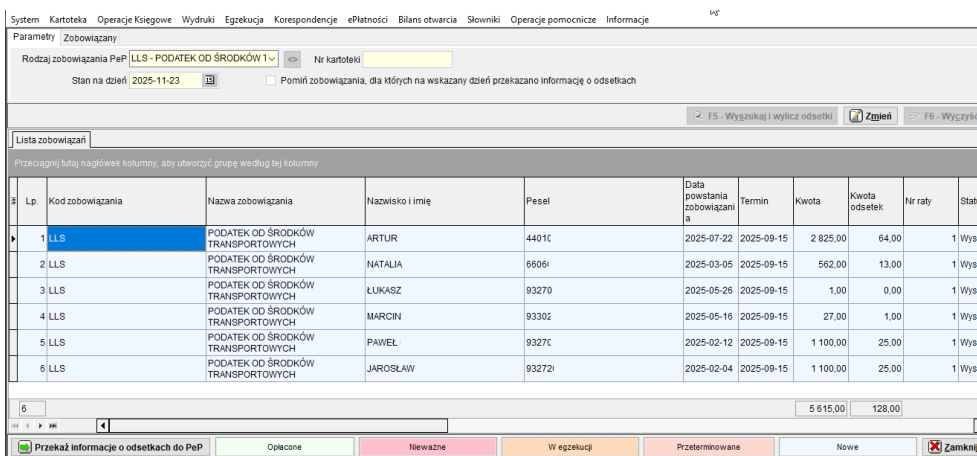 System Kartoteka Operacje Księgowe Wydruki Egzekucja Korespondencje ePłatności Bilans otwarcia Słowniki Operacje pomocnicze Informacje
Parametry Zobowiązany
Rodzaj zobowiązania PeP LLS - PODATEK OD ŚRODKÓW Nr kartoteki
Stan na dzień 2025-11-23 Pomiń zobowiązania, dla których na wskazany dzień przekazano informację o odsetkach
F5 - Wyszukaj i wylicz odsetki Zmień F6 - Wyczyść
Lista zobowiązań
Przeciągnij tutaj nagłówek kolumny, aby utworzyć grupę według tej kolumny
Lp. Kod zobowiązania Nazwa zobowiązania Nazwisko i imię Pesel Data powstania zobowiązania Termin Kwota Kwota odsetek Nr raty Stat
1 LLS PODATEK OD ŚRODKÓW TRANSPORTOWYCH ARTUR 4401 2025-07-22 2025-09-15 2 825,00 64,00 1 Wys
2 LLS PODATEK OD ŚRODKÓW TRANSPORTOWYCH NATALIA 6606 2025-03-05 2025-09-15 562,00 13,00 1 Wys
3 LLS PODATEK OD ŚRODKÓW TRANSPORTOWYCH ŁUKASZ 93270 2025-05-26 2025-09-15 1,00 0,00 1 Wys
4 LLS PODATEK OD ŚRODKÓW TRANSPORTOWYCH MARCIN 93302 2025-05-16 2025-09-15 27,00 1,00 1 Wys
5 LLS PODATEK OD ŚRODKÓW TRANSPORTOWYCH PAWEŁ 9327 2025-02-12 2025-09-15 1 100,00 25,00 1 Wys
6 LLS PODATEK OD ŚRODKÓW TRANSPORTOWYCH JAROSŁAW 93272 2025-02-04 2025-09-15 1 100,00 25,00 1 Wys
6 5 615,00 128,00
Przekaż informacje o odsetkach do PeP Opłacone Nieważne W egzekucji Przeterminowane Nowe Zamknij